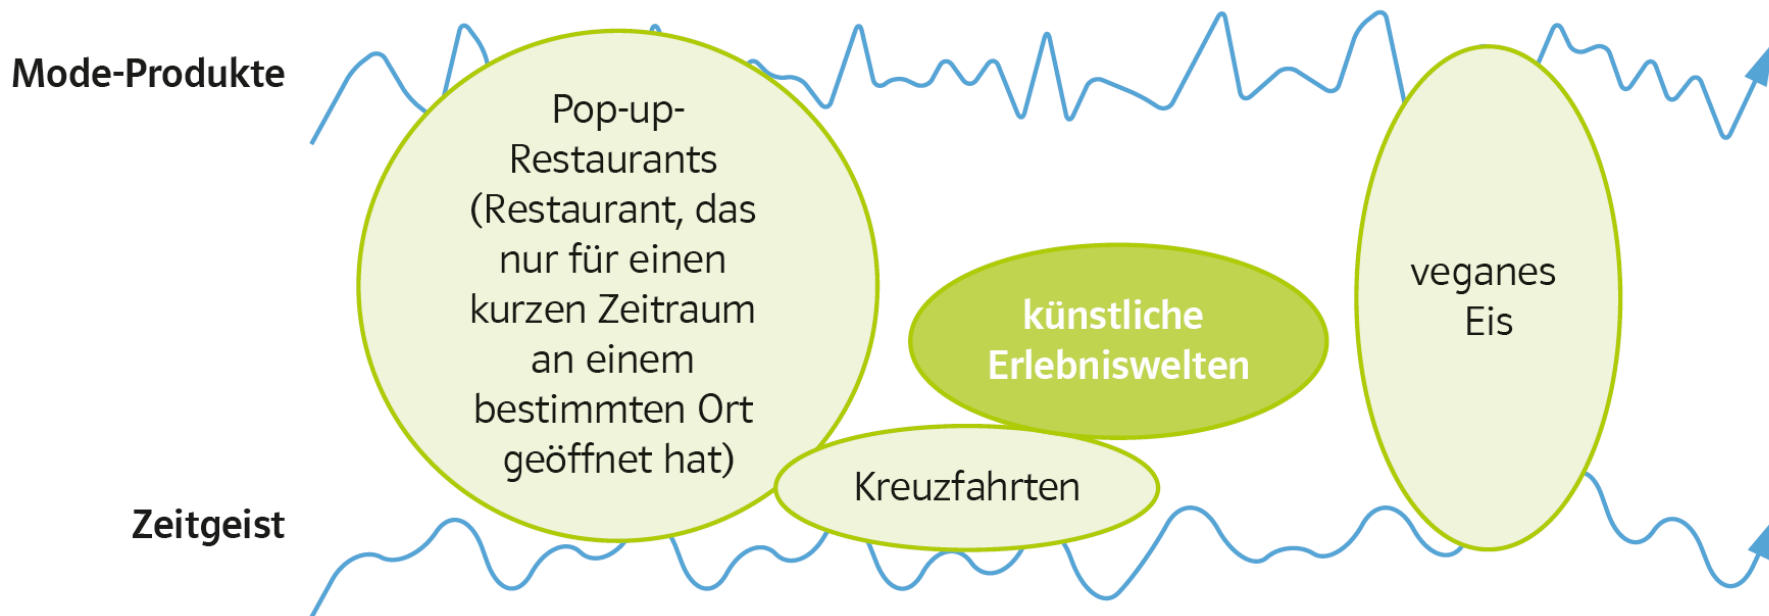 Mode-Produkte
Pop-up-
Restaurants
(Restaurant, das
nur für einen
kurzen Zeitraum
an einem
bestimmten Ort
geöffnet hat)
künstliche
Erlebniswelten
veganes
Eis
Kreuzfahrten
Zeitgeist